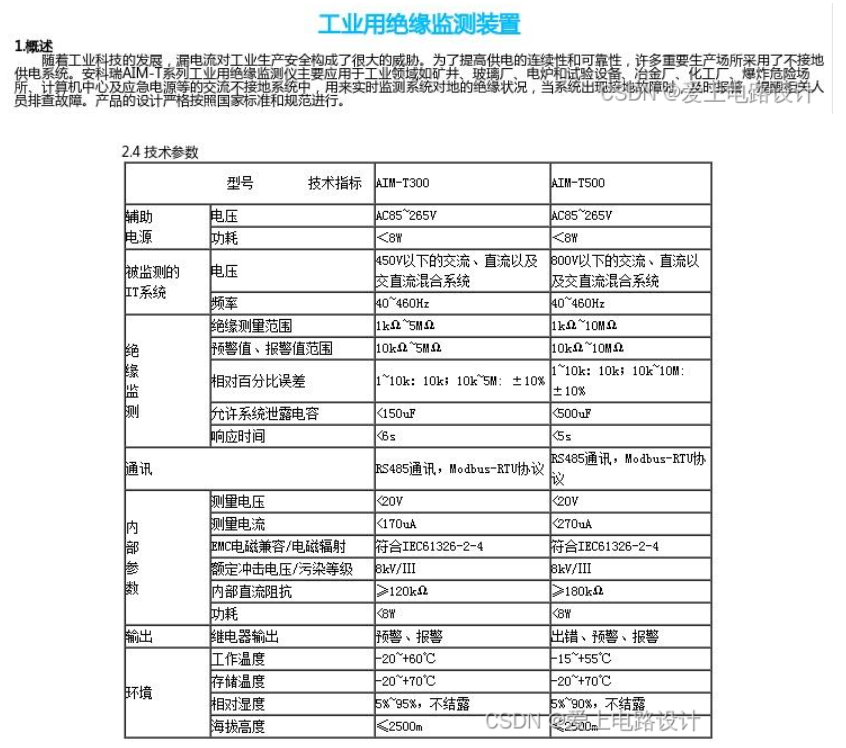 工业用绝缘监测装置
1.概述
随着工业科技的发展，漏电流对工业生产安全构成了很大的威胁。为了提高供电的连续性和可靠性，许多重要生产场所采用了不接地
供电系统。安科瑞AIM-T系列工业用绝缘监测仪主要应用于工业领域如矿井、玻璃厂、电炉和试验设备、冶金厂、化工厂、爆炸危险场
所、计算机中心及应急电源等的交流不接地系统中，用来实时监测系统对地的绝缘状况，当系统出现接地故障时，及时报警，提醒相关人
员排查故障。产品的设计严格按照国家标准和规范进行。
CSDN @爱上电路设计
2.4 技术参数
型号 技术指标 AIM-T300 AIM-T500
辅助电源 电压 AC85~265V AC85~265V
功耗 <8W <8W
被监测的IT系统 电压 450V以下的交流、直流以及交直流混合系统 800V以下的交流、直流以及交直流混合系统
频率 40~460Hz 40~460Hz
绝缘监测 绝缘测量范围 1kΩ~5MΩ 1kΩ~10MΩ
预警值、报警值范围 10kΩ~5MΩ 10kΩ~10MΩ
相对百分比误差 1~10k: 10k; 10k~5M: ±10% 1~10k: 10k; 10k~10M: ±10%
允许系统泄露电容 <150uF <500uF
响应时间 <6s <5s
通讯 RS485通讯，Modbus-RTU协议 RS485通讯，Modbus-RTU协议
内部参数 测量电压 <20V <20V
测量电流 <170uA <270uA
EMC电磁兼容/电磁辐射 符合IEC61326-2-4 符合IEC61326-2-4
额定冲击电压/污染等级 8kV/III 8kV/III
内部直流阻抗 ≥120kΩ ≥180kΩ
功耗 <8W <8W
输出 继电器输出 预警、报警 出错、预警、报警
环境 工作温度 -20~+60℃ -15~+55℃
存储温度 -20~+70℃ -20~+70℃
相对湿度 5%~95%，不结露 5%~90%，不结露
海拔高度 ≤2500m ≤2500m
CSDN @爱上电路设计